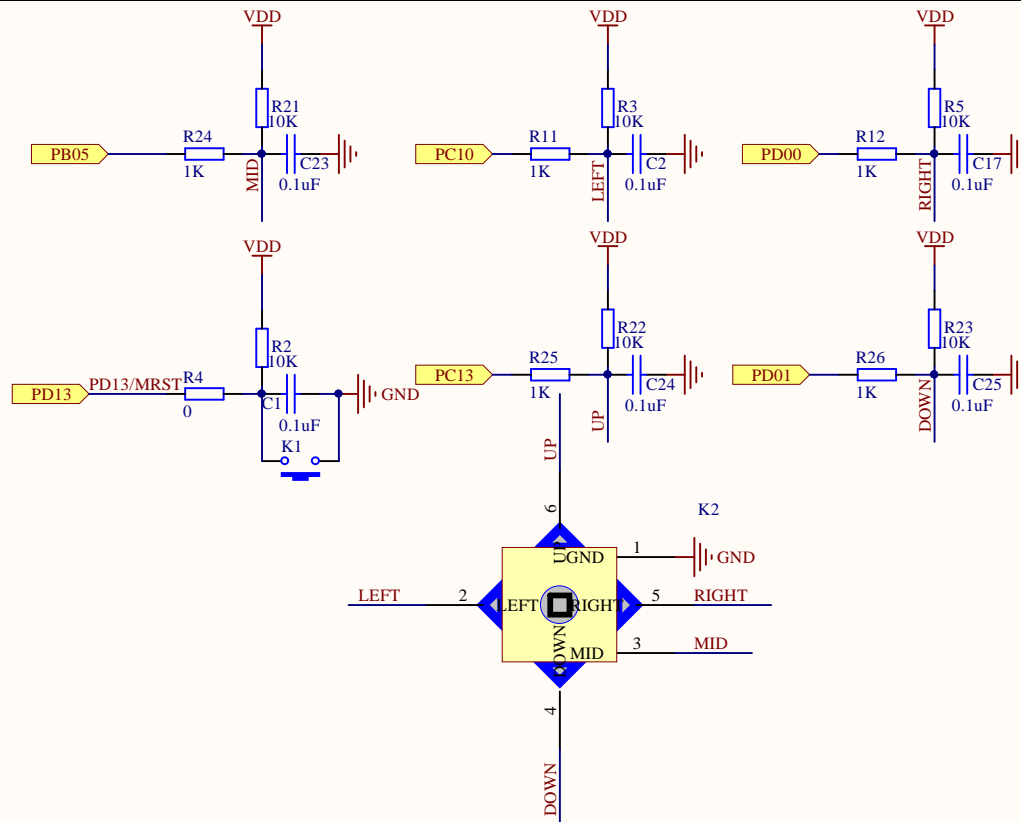 VDD
VDD
VDD
R21
10K
R3
10K
R5
10K
PB05
R24
1K
MID
C23
0.1uF
PC10
R11
1K
LEFT
C2
0.1uF
PD00
R12
1K
RIGHT
C17
0.1uF
VDD
VDD
VDD
R2
10K
R22
10K
R23
10K
PD13
PD13/MRST
R4
0
C1
0.1uF
GND
K1
PC13
R25
1K
UP
C24
0.1uF
PD01
R26
1K
DOWN
C25
0.1uF
UP
6
K2
UP
GND
1
GND
LEFT
2
LEFT
RIGHT
5
RIGHT
DOWN
MID
3
MID
4
DOWN